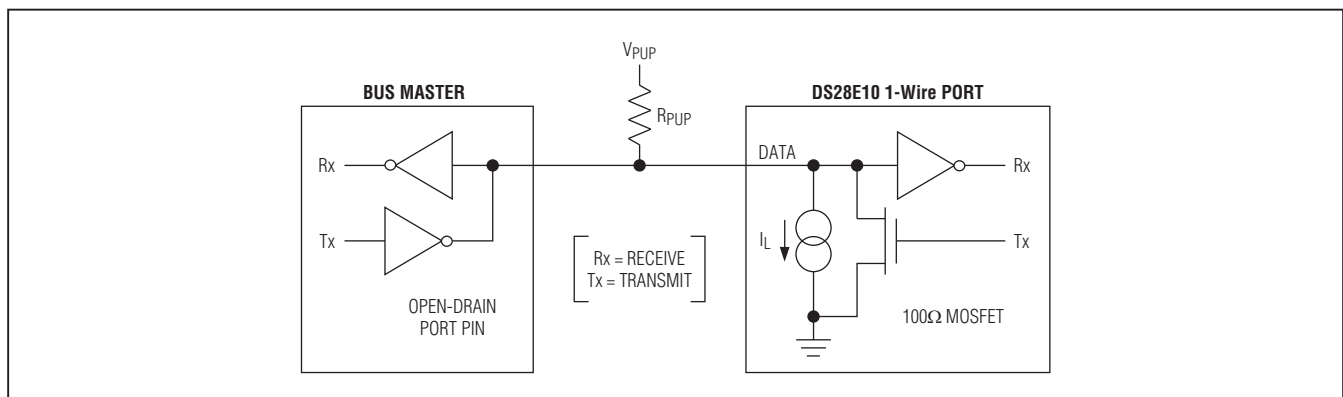 VPUP
BUS MASTER
DS28E10 1-Wire PORT
RPUP
DATA
Rx
Rx
Tx
IL
Tx
Rx = RECEIVE
Tx = TRANSMIT
OPEN-DRAIN
PORT PIN
100Ω MOSFET